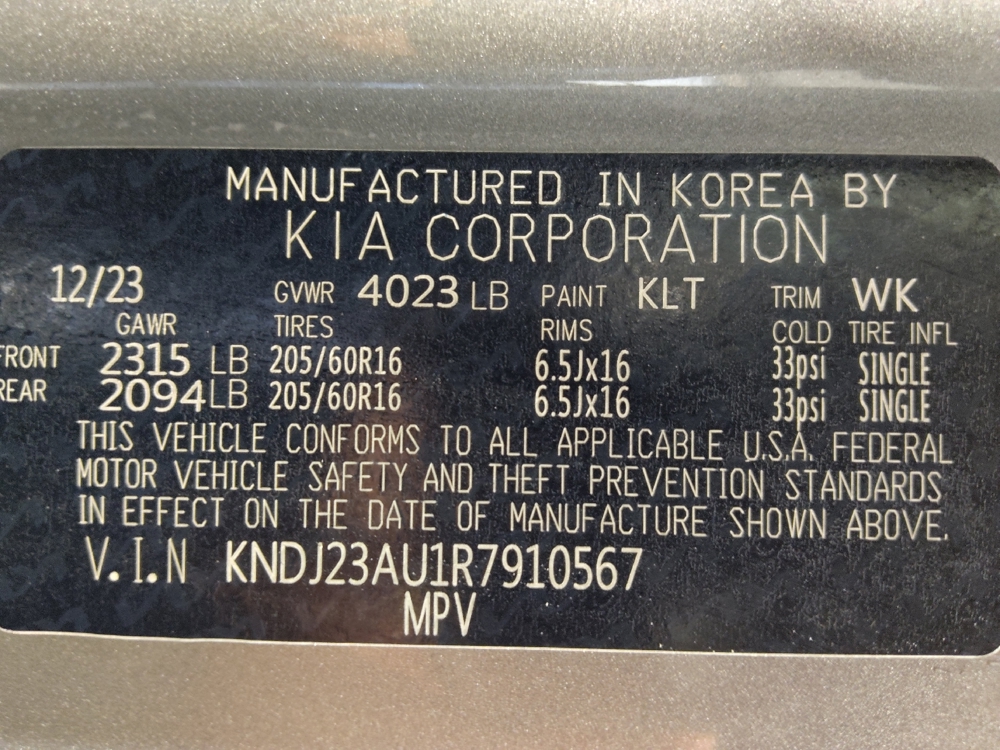 MANUFACTURED IN KOREA BY
KIA CORPORATION
12/23 GVWR 4023 LB PAINT KLT TRIM WK
GAWR TIRES RIMS COLD TIRE INFL
FRONT 2315 LB 205/60R16 6.5Jx16 33psi SINGLE
REAR 2094 LB 205/60R16 6.5Jx16 33psi SINGLE
THIS VEHICLE CONFORMS TO ALL APPLICABLE U.S.A. FEDERAL
MOTOR VEHICLE SAFETY AND THEFT PREVENTION STANDARDS
IN EFFECT ON THE DATE OF MANUFACTURE SHOWN ABOVE.
V.I.N KNDJ23AU1R7910567
MPV